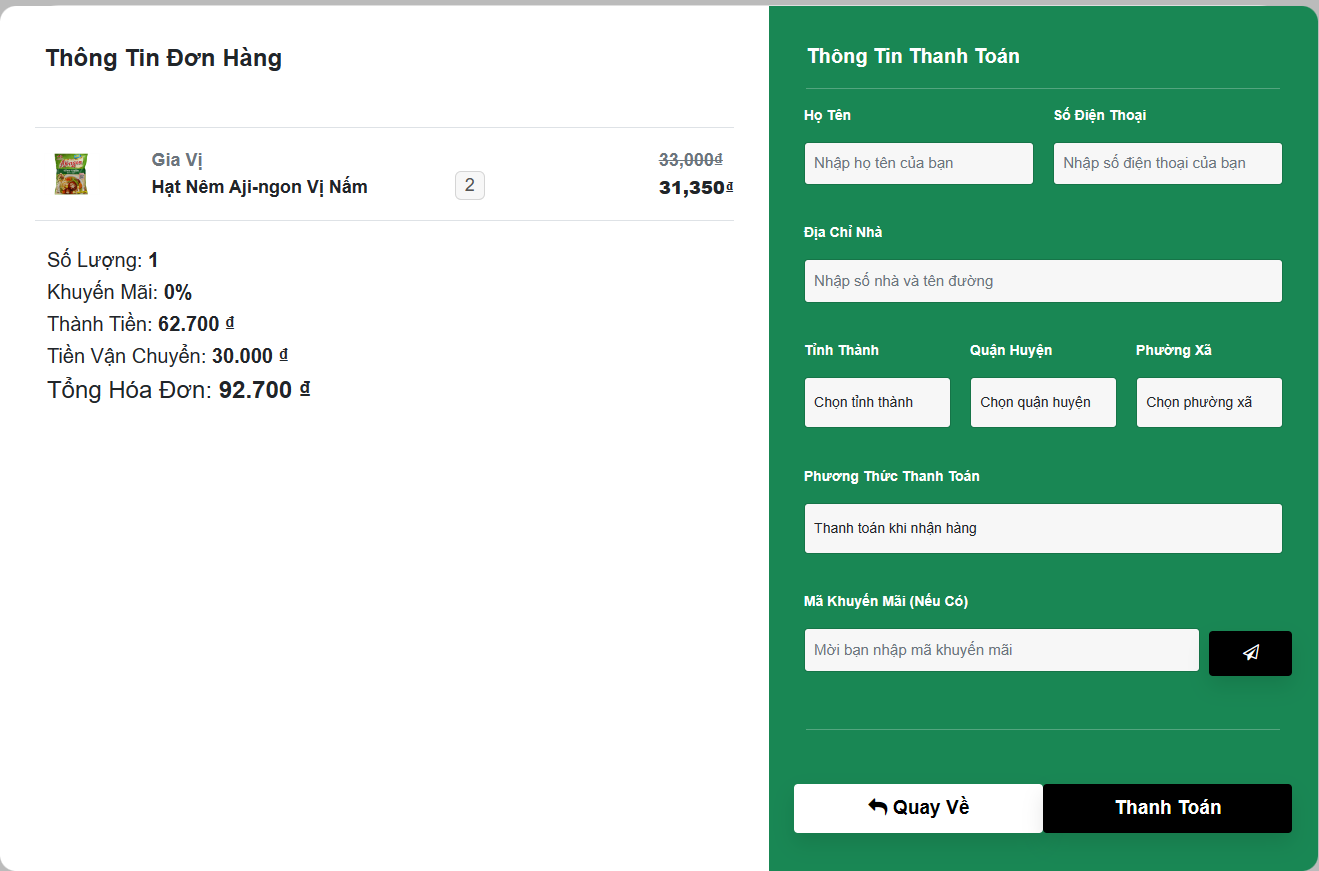 Thông Tin Đơn Hàng
Gia Vị
33,000₫
Hạt Nêm Aji-ngon Vị Nấm
2
31,350₫
Số Lượng: 1
Khuyến Mãi: 0%
Thành Tiền: 62.700 ₫
Tiền Vận Chuyển: 30.000 ₫
Tổng Hóa Đơn: 92.700 ₫
Thông Tin Thanh Toán
Họ Tên
Số Điện Thoại
Nhập họ tên của bạn
Nhập số điện thoại của bạn
Địa Chỉ Nhà
Nhập số nhà và tên đường
Tỉnh Thành
Quận Huyện
Phường Xã
Chọn tỉnh thành
Chọn quận huyện
Chọn phường xã
Phương Thức Thanh Toán
Thanh toán khi nhận hàng
Mã Khuyến Mãi (Nếu Có)
Mời bạn nhập mã khuyến mãi
Quay Về
Thanh Toán